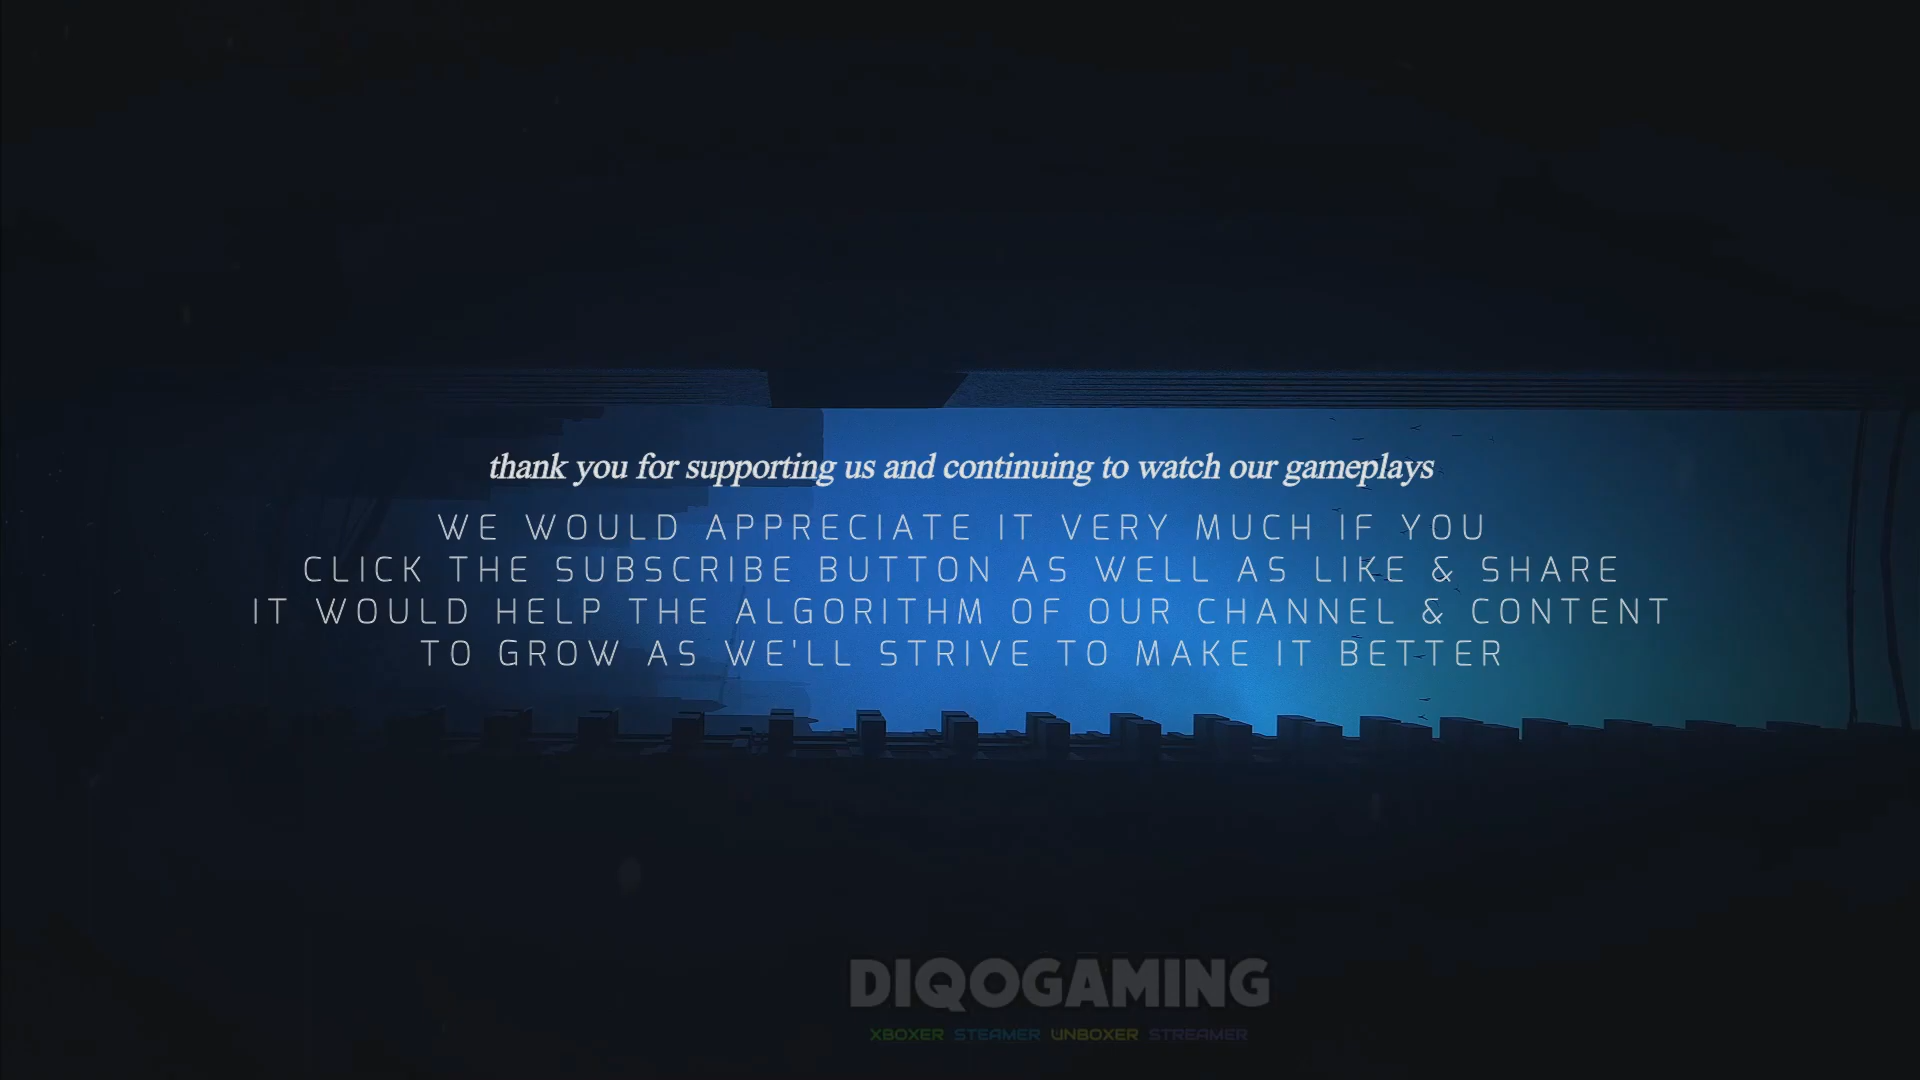 thank you for supporting us and continuing to watch our gameplays
WE WOULD APPRECIATE IT VERY MUCH IF YOU
CLICK THE SUBSCRIBE BUTTON AS WELL AS LIKE & SHARE
IT WOULD HELP THE ALGORITHM OF OUR CHANNEL & CONTENT
TO GROW AS WE'LL STRIVE TO MAKE IT BETTER
DIQOGAMING
XBOXER STEAMER UNBOXER STREAMER